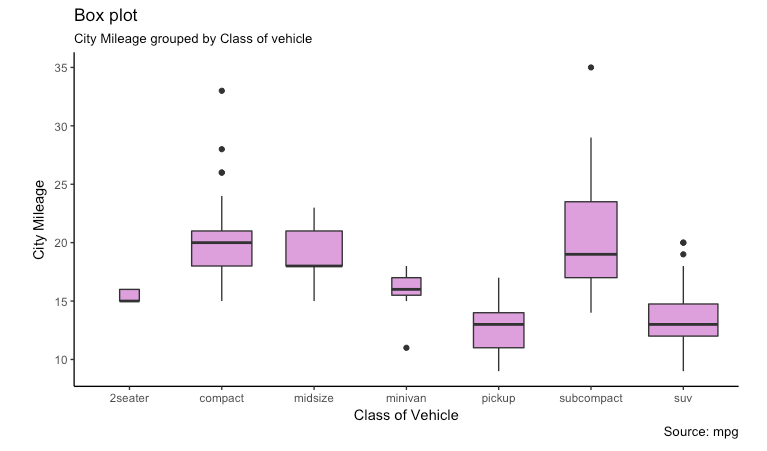 Box plot
City Mileage grouped by Class of vehicle
35
30
25
20
15
10
City Mileage
2seater compact midsize minivan pickup subcompact suv
Class of Vehicle
Source: mpg